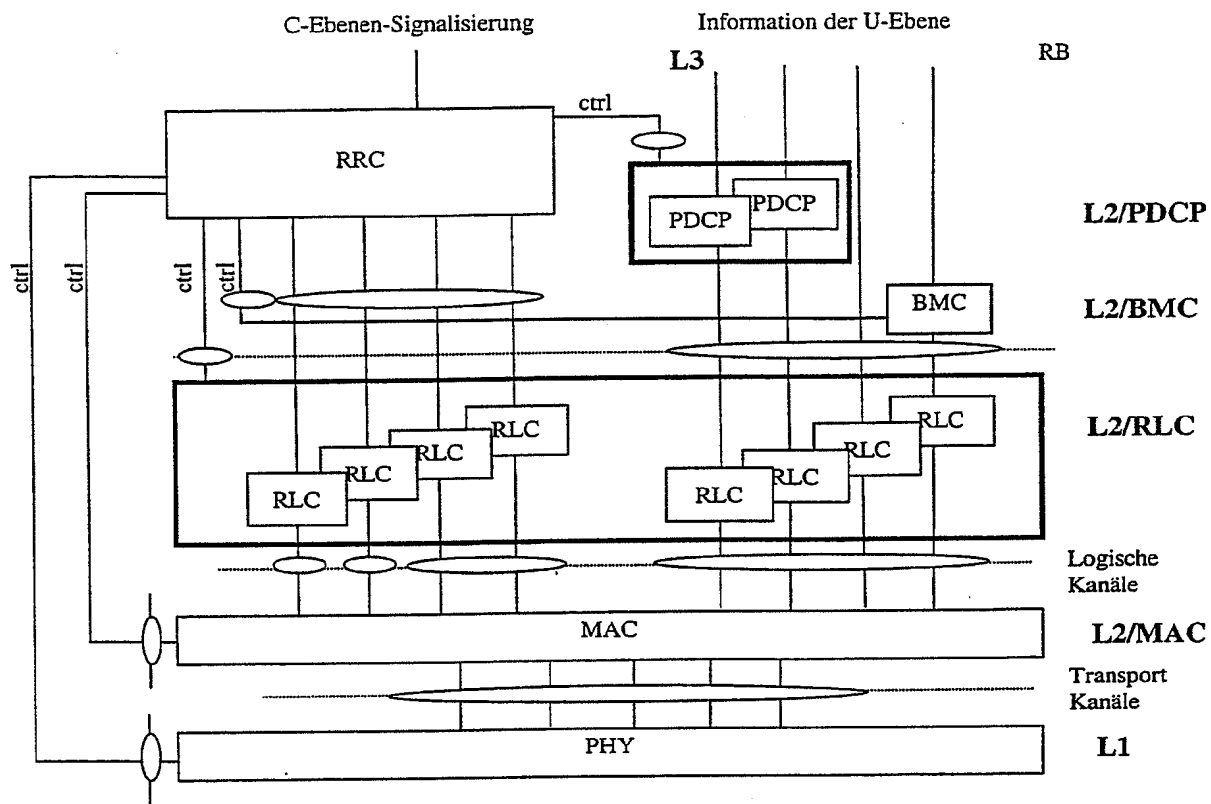 C-Ebenen-Signalisierung
Information der U-Ebene
L3
RB
ctrl
RRC
PDCP
PDCP
L2/PDCP
ctrl
ctrl
ctrl
ctrl
BMC
L2/BMC
RLC
RLC
RLC
RLC
RLC
RLC
RLC
RLC
L2/RLC
Logische
Kanäle
MAC
L2/MAC
Transport
Kanäle
PHY
L1